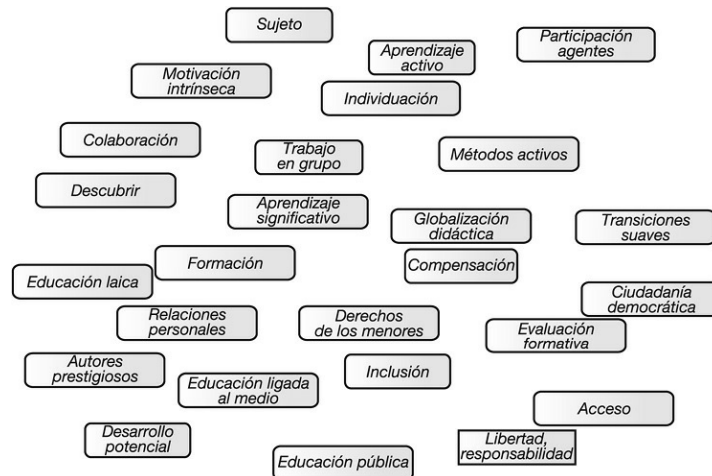 Sujeto
Participación
agentes
Aprendizaje
activo
Motivación
intrínseca
Individuación
Colaboración
Trabajo
en grupo
Métodos activos
Descubrir
Aprendizaje
significativo
Globalización
didáctica
Transiciones
suaves
Formación
Compensación
Educación laica
Ciudadanía
democrática
Relaciones
personales
Derechos
de los menores
Evaluación
formativa
Autores
prestigiosos
Inclusión
Educación ligada
al medio
Acceso
Desarrollo
potencial
Libertad,
responsabilidad
Educación pública